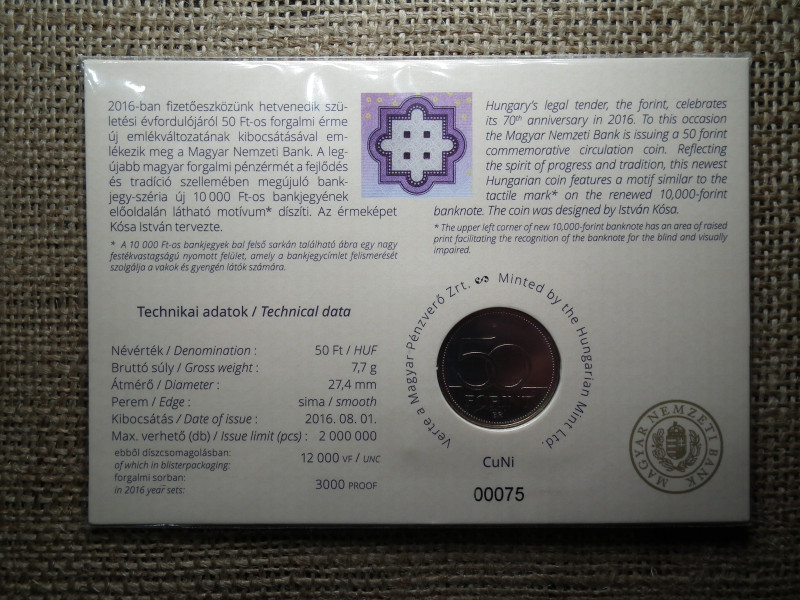 2016-ban fizetőeszközünk hetvenedik szü-
letési évfordulójáról 50 Ft-os forgalmi érme
új emlékváltozatának kibocsátásával em-
lékezik meg a Magyar Nemzeti Bank. A leg-
újabb magyar forgalmi pénzérmét a fejlődés
és tradíció szellemében megújuló bank-
jegy-széria új 10 000 Ft-os bankjegyének
előoldalán látható motívum* díszíti. Az érmeképet
Kósa István tervezte.
* A 10 000 Ft-os bankjegyek bal felső sarkán található ábra egy nagy
festékvastagságú nyomott felület, amely a bankjegycímlet felismerését
szolgálja a vakok és gyengén látók számára.
Hungary's legal tender, the forint, celebrates
its 70th anniversary in 2016. To this occasion
the Magyar Nemzeti Bank is issuing a 50 forint
commemorative circulation coin. Reflecting
the spirit of progress and tradition, this newest
Hungarian coin features a motif similar to the
tactile mark* on the renewed 10,000-forint
banknote. The coin was designed by István Kósa.
* The upper left corner of new 10,000-forint banknote has an area of raised
print facilitating the recognition of the banknote for the blind and visually
impaired.
Technikai adatok / Technical data
Névérték / Denomination : 50 Ft / HUF
Bruttó súly / Gross weight : 7,7 g
Átmérő / Diameter : 27,4 mm
Perem / Edge : sima / smooth
Kibocsátás / Date of issue : 2016. 08. 01.
Max. verhető (db) / Issue limit (pcs) : 2 000 000
ebből díszcsomagolásban:
of which in blisterpackaging: 12 000 VF / UNC
forgalmi sorban:
in 2016 year sets: 3000 PROOF
Verte a Magyar Pénzverő Zrt. Minted by the Hungarian Mint Ltd.
50
FORINT
BP.
CuNi
00075
MAGYAR NEMZETI BANK